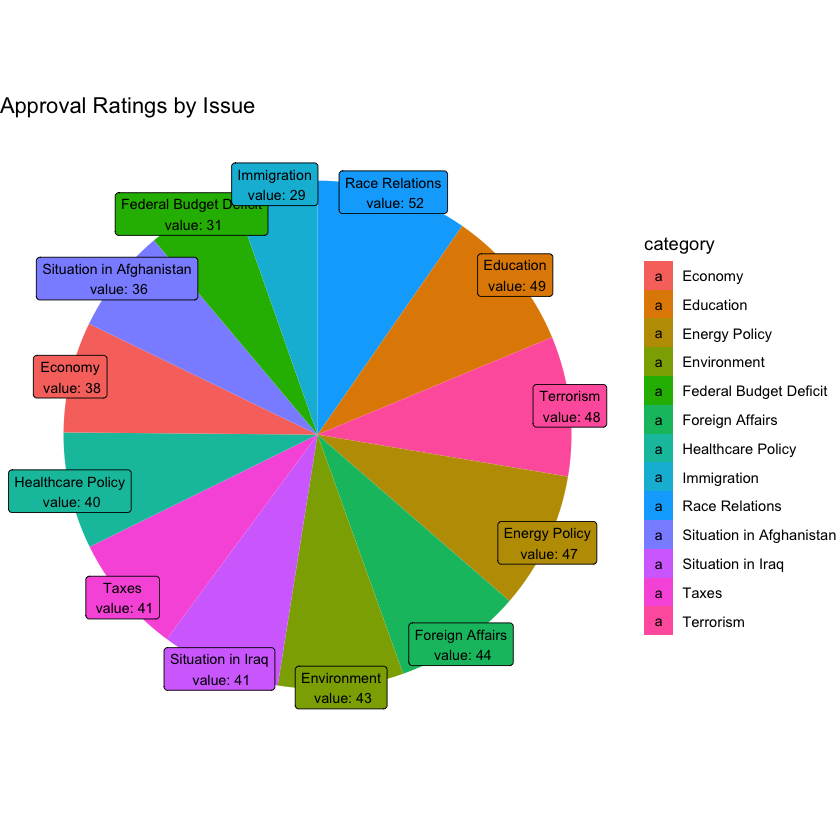 Approval Ratings by Issue
Immigration
value: 29
Race Relations
value: 52
Federal Budget Deficit
value: 31
Education
value: 49
Situation in Afghanistan
value: 36
Economy
value: 38
Terrorism
value: 48
Healthcare Policy
value: 40
Energy Policy
value: 47
Taxes
value: 41
Foreign Affairs
value: 44
Situation in Iraq
value: 41
Environment
value: 43
category
a Economy
a Education
a Energy Policy
a Environment
a Federal Budget Deficit
a Foreign Affairs
a Healthcare Policy
a Immigration
a Race Relations
a Situation in Afghanistan
a Situation in Iraq
a Taxes
a Terrorism